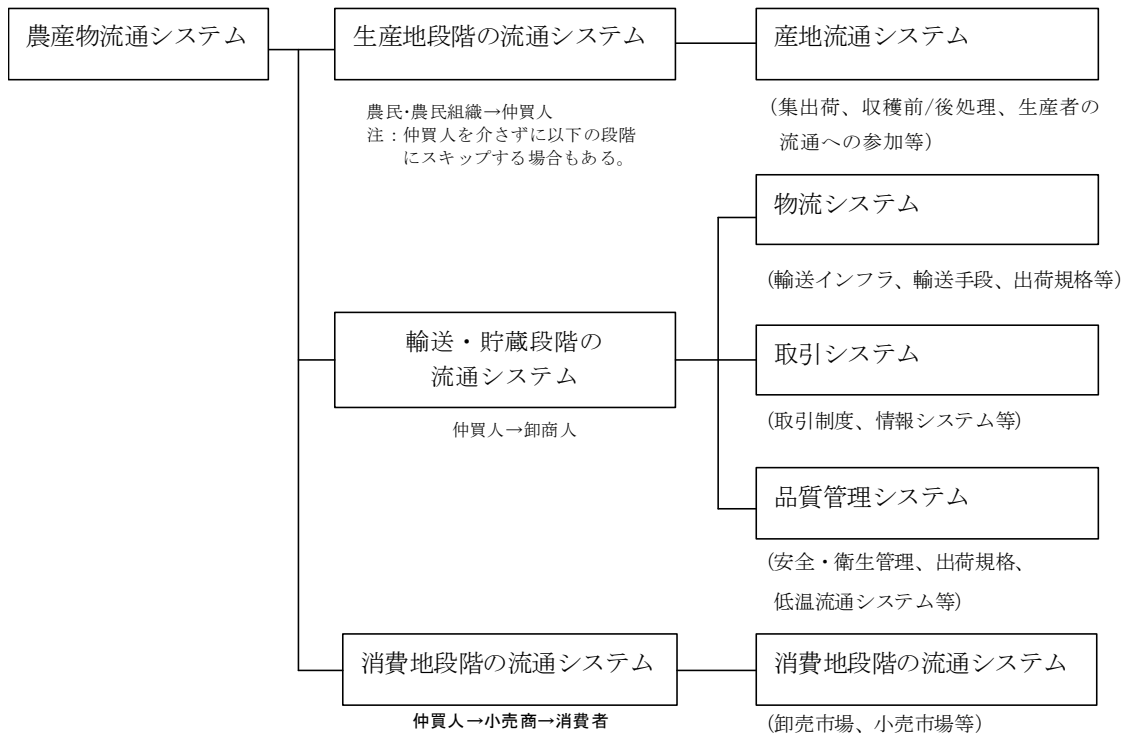 農産物流通システム
生産地段階の流通システム
産地流通システム
農民・農民組織→仲買人
注：仲買人を介さずに以下の段階
にスキップする場合もある。
(集出荷、収穫前/後処理、生産者の
流通への参加等)
物流システム
(輸送インフラ、輸送手段、出荷規格等)
輸送・貯蔵段階の
流通システム
仲買人→卸商人
取引システム
(取引制度、情報システム等)
品質管理システム
(安全・衛生管理、出荷規格、
低温流通システム等)
消費地段階の流通システム
仲買人→小売商→消費者
消費地段階の流通システム
(卸売市場、小売市場等)